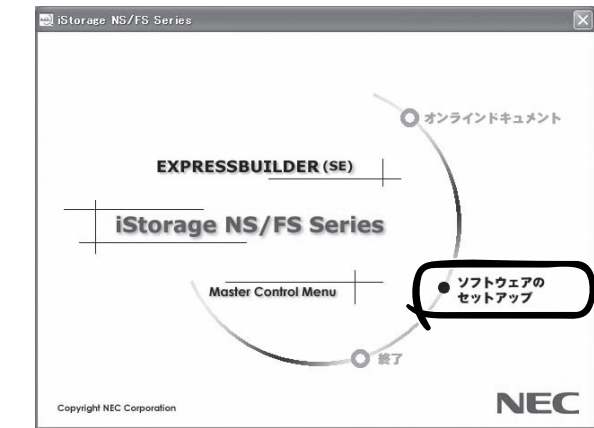 iStorage NS/FS Series
オンラインドキュメント
EXPRESSBUILDER (SE)
iStorage NS/FS Series
ソフトウェアの
セットアップ
Master Control Menu
終了
Copyright NEC Corporation
NEC